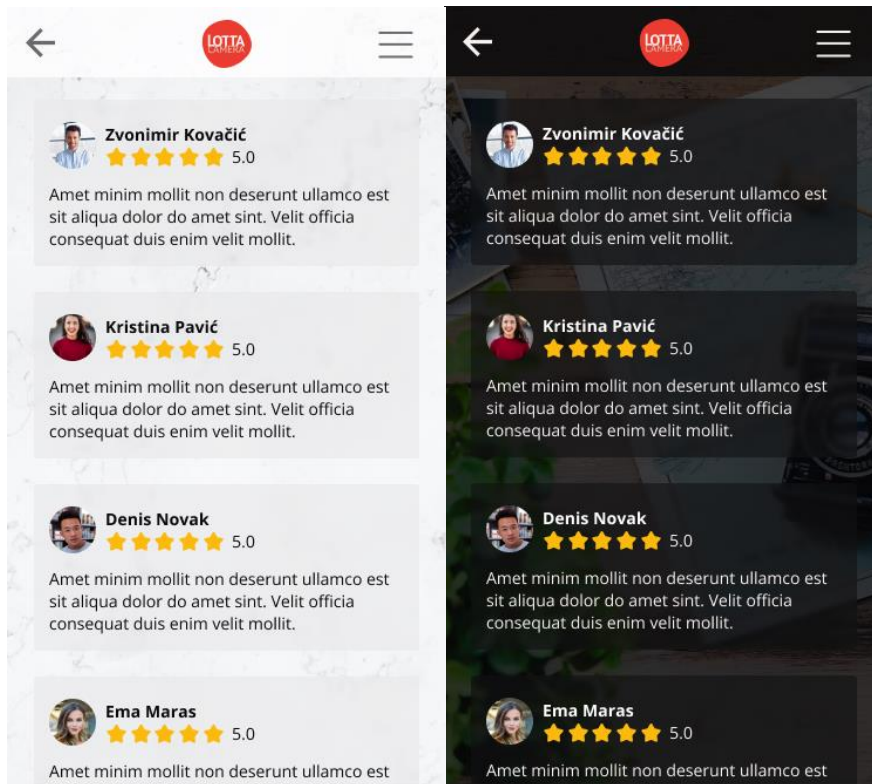 LOTTA
CAMERA
Zvonimir Kovačić
5.0
Amet minim mollit non deserunt ullamco est
sit aliqua dolor do amet sint. Velit officia
consequat duis enim velit mollit.
Kristina Pavić
5.0
Amet minim mollit non deserunt ullamco est
sit aliqua dolor do amet sint. Velit officia
consequat duis enim velit mollit.
Denis Novak
5.0
Amet minim mollit non deserunt ullamco est
sit aliqua dolor do amet sint. Velit officia
consequat duis enim velit mollit.
Ema Maras
5.0
Amet minim mollit non deserunt ullamco est
LOTTA
CAMERA
Zvonimir Kovačić
5.0
Amet minim mollit non deserunt ullamco est
sit aliqua dolor do amet sint. Velit officia
consequat duis enim velit mollit.
Kristina Pavić
5.0
Amet minim mollit non deserunt ullamco est
sit aliqua dolor do amet sint. Velit officia
consequat duis enim velit mollit.
Denis Novak
5.0
Amet minim mollit non deserunt ullamco est
sit aliqua dolor do amet sint. Velit officia
consequat duis enim velit mollit.
Ema Maras
5.0
Amet minim mollit non deserunt ullamco est